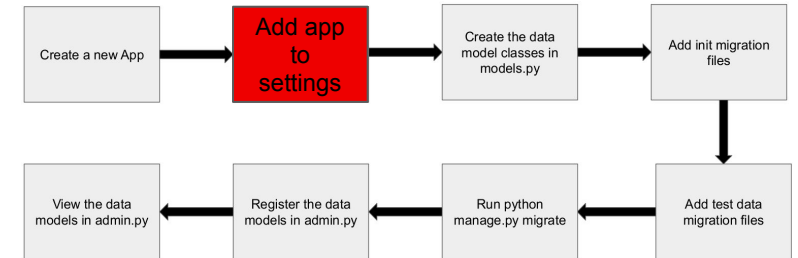 Create a new App
Add app
to
settings
Create the data
model classes in
models.py
Add init migration
files
View the data
models in admin.py
Register the data
models in admin.py
Run python
manage.py migrate
Add test data
migration files